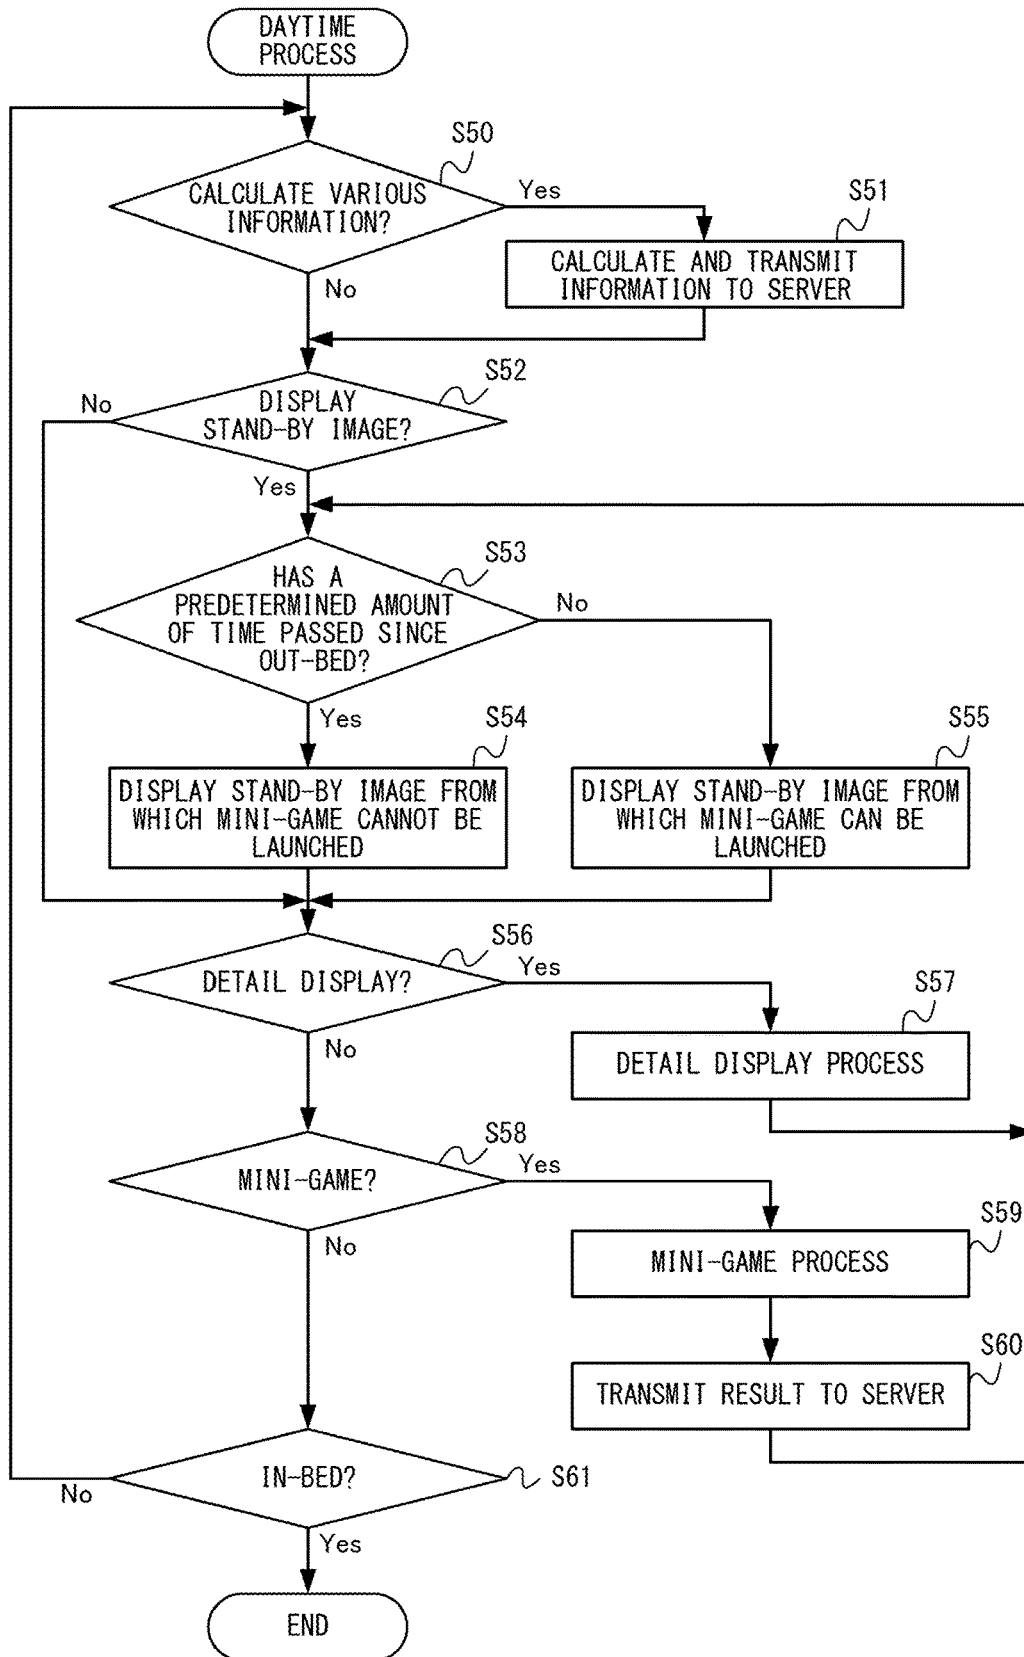 DAYTIME
PROCESS
S50
CALCULATE VARIOUS
INFORMATION?
Yes
No
S51
CALCULATE AND TRANSMIT
INFORMATION TO SERVER
S52
DISPLAY
STAND-BY IMAGE?
No
Yes
S53
HAS A
PREDETERMINED AMOUNT
OF TIME PASSED SINCE
OUT-BED?
No
Yes
S54
DISPLAY STAND-BY IMAGE FROM
WHICH MINI-GAME CANNOT BE
LAUNCHED
S55
DISPLAY STAND-BY IMAGE FROM
WHICH MINI-GAME CAN BE
LAUNCHED
S56
DETAIL DISPLAY?
Yes
No
S57
DETAIL DISPLAY PROCESS
S58
MINI-GAME?
Yes
No
S59
MINI-GAME PROCESS
S60
TRANSMIT RESULT TO SERVER
IN-BED?
S61
No
Yes
END